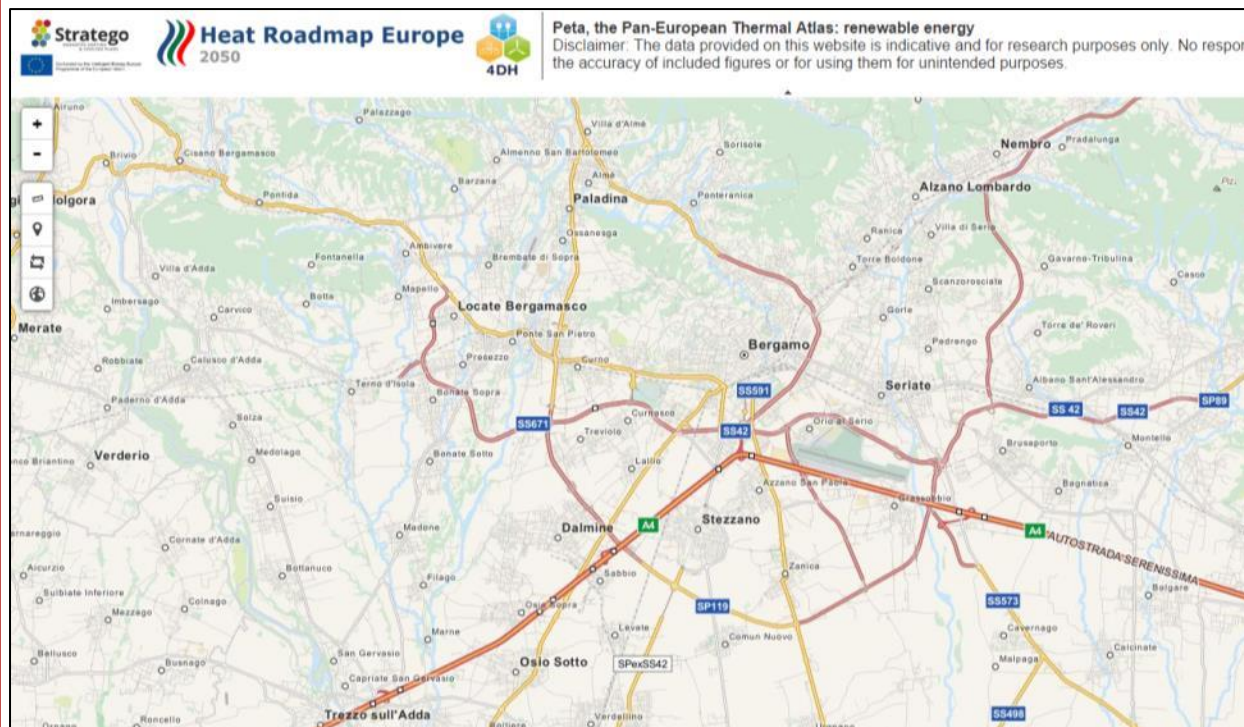 Stratego
Heat Roadmap Europe
2050
4DH
Peta, the Pan-European Thermal Atlas: renewable energy
Disclaimer: The data provided on this website is indicative and for research purposes only. No respor
the accuracy of included figures or for using them for unintended purposes.
+
-
Airuno
Palazzago
Villa d'Almè
Brivio
Cisano Bergamasco
Almenno San Bartolomeo
Sorisole
Nembro
Pradalunga
Barzana
Almè
Pontida
Paladina
Ponteranica
Alzano Lombardo
olgora
Ossanesga
Ranica
Villa di Serio
Ambivere
Fontanella
Brembate di Sopra
Torre Boldone
Gavarno-Tribulina
Villa d'Adda
Scanzorosciate
Imbersago
Carvico
Botta
Mapello
Locate Bergamasco
Gorle
Merate
Ponte San Pietro
Torre de' Roveri
Robbiate
Calusco d'Adda
Presezzo
Curno
Bergamo
Pedrengo
Paderno d'Adda
Terno d'Isola
Bonate Sopra
SS591
Seriate
Albano Sant'Alessandro
Solza
SS671
Curnasco
SS42
Orio al Serio
SS 42
SS42
SP89
Treviolo
Montello
Verderio
Medolago
Bonate Sotto
Lallio
Brusaporto
Suisio
Azzano San Paolo
Grassobbio
Bagnatica
Madone
Dalmine
A4
Stezzano
A4
AUTOSTRADA SERENISSIMA
Cornate d'Adda
Aicurzio
Bottanuco
Filago
Sabbio
Zanica
Bolgare
Sulbiate Inferiore
Mezzago
Colnago
Osio Sopra
SP119
SS573
Marne
Levate
Comun Nuovo
Cavernago
Bellusco
Busnago
San Gervasio
Osio Sotto
SPexSS42
Malpaga
Calcinate
Capriate San Gervasio
Roncello
Trezzo sull'Adda
Verdellino
SS498